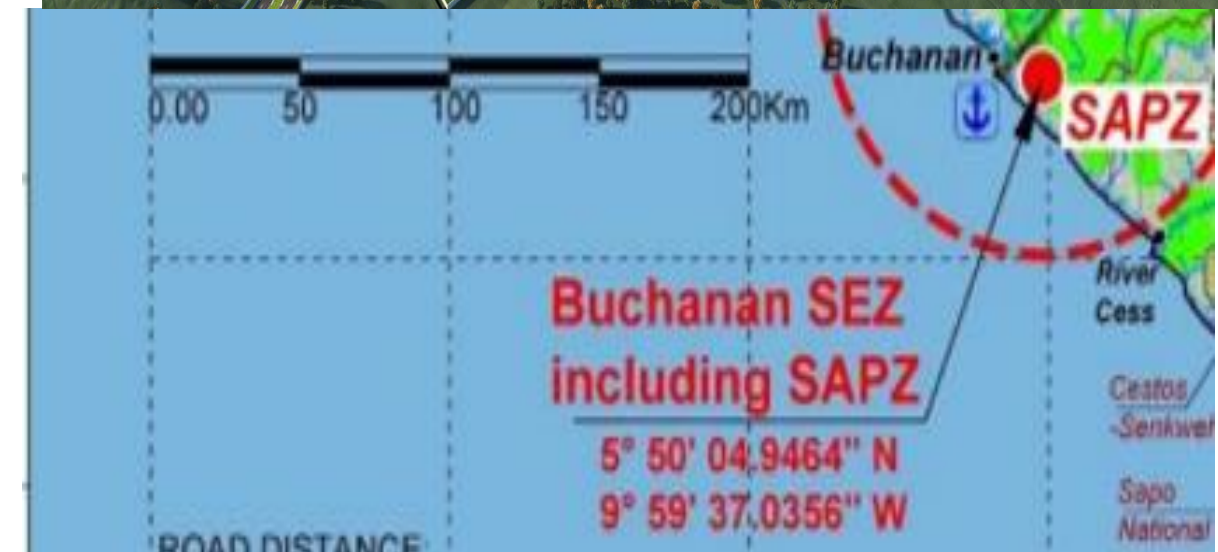 Buchanan
0.00 50 100 150 200Km
SAPZ
River
Cess
Buchanan SEZ
including SAPZ
5° 50' 04.9464" N
9° 59' 37.0356" W
Cestos
Sapo
National
ROAD DISTANCE